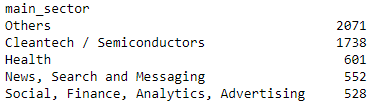 main_sector
Others 2071
Cleantech / Semiconductors 1738
Health 601
News, Search and Messaging 552
Social, Finance, Analytics, Advertising 528